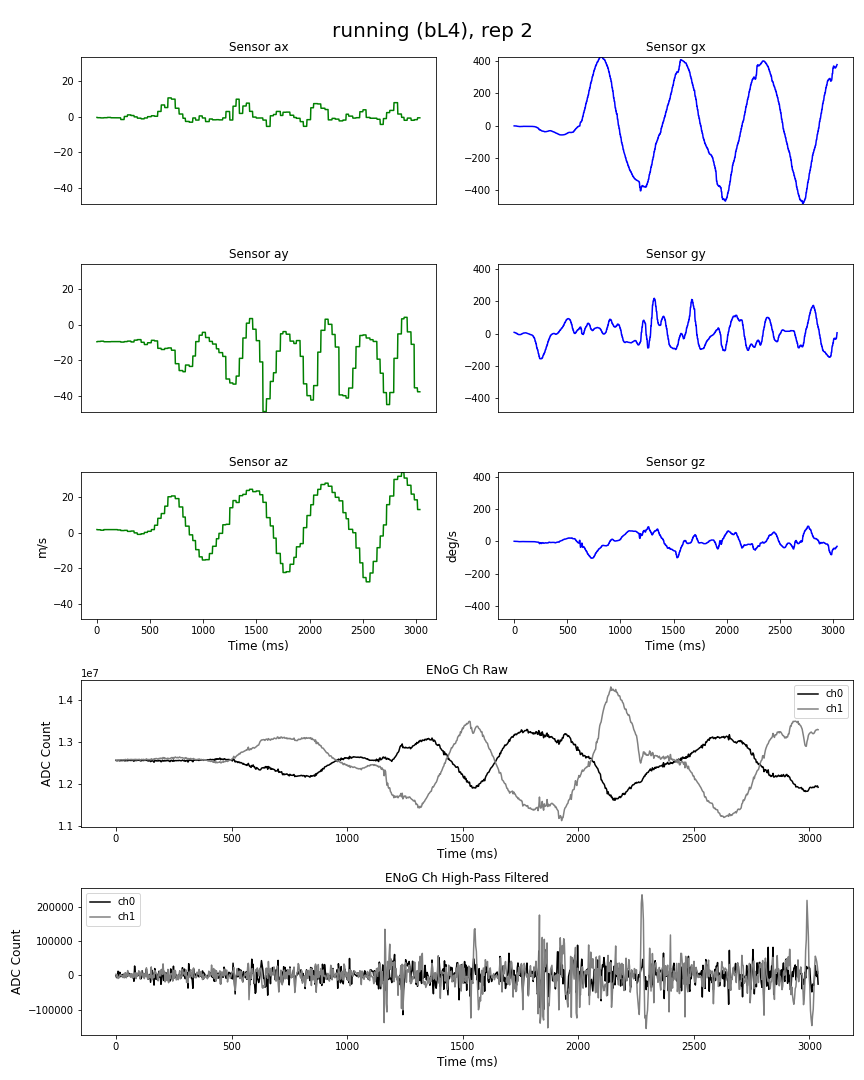 running (bL4), rep 2
Sensor ax
Sensor gx
20
0
−20
−40
400
200
0
−200
−400
Sensor ay
Sensor gy
20
0
−20
−40
400
200
0
−200
−400
Sensor az
Sensor gz
m/s
20
0
−20
−40
deg/s
400
200
0
−200
−400
0 500 1000 1500 2000 2500 3000
0 500 1000 1500 2000 2500 3000
Time (ms)
Time (ms)
ENoG Ch Raw
1e7
ADC Count
1.4
1.3
1.2
1.1
ch0
ch1
0 500 1000 1500 2000 2500 3000
Time (ms)
ENoG Ch High-Pass Filtered
ADC Count
200000
100000
0
−100000
ch0
ch1
0 500 1000 1500 2000 2500 3000
Time (ms)